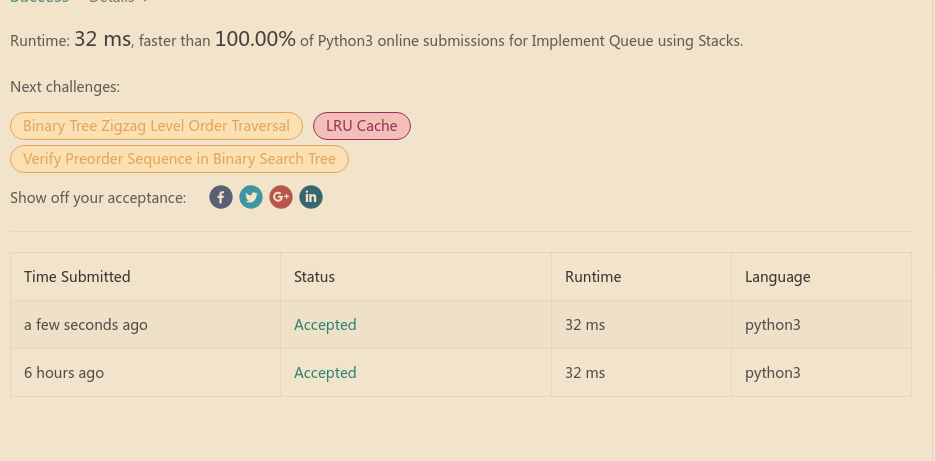 Success Details
Runtime: 32 ms, faster than 100.00% of Python3 online submissions for Implement Queue using Stacks.
Next challenges:
Binary Tree Zigzag Level Order Traversal LRU Cache
Verify Preorder Sequence in Binary Search Tree
Show off your acceptance: f G+ in
Time Submitted Status Runtime Language
a few seconds ago Accepted 32 ms python3
6 hours ago Accepted 32 ms python3